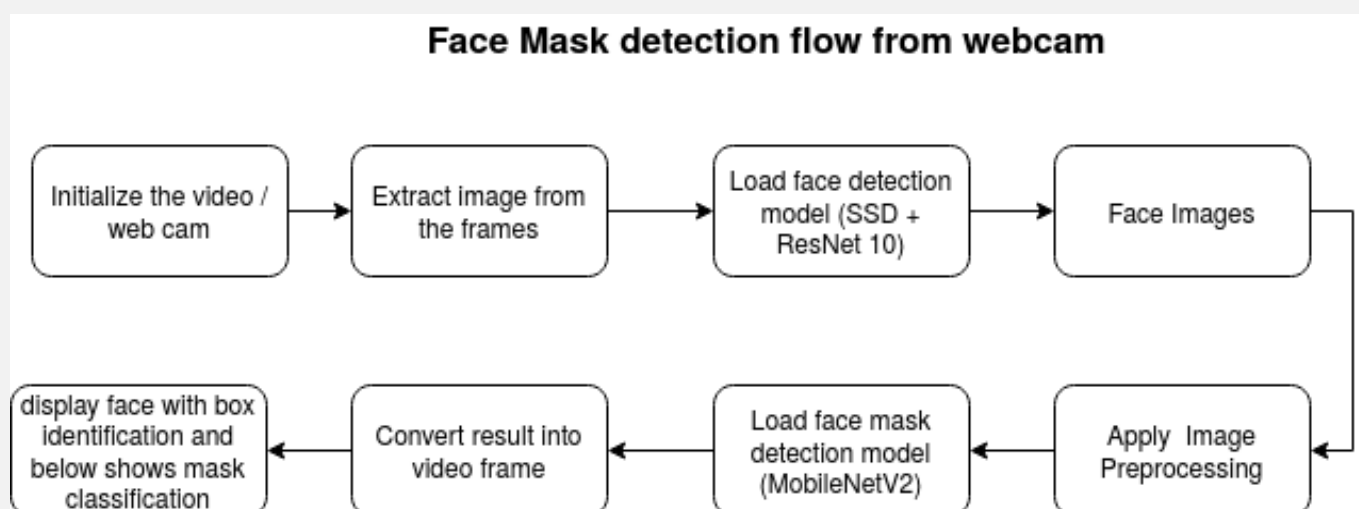 Face Mask detection flow from webcam
Initialize the video /
web cam
Extract image from
the frames
Load face detection
model (SSD +
ResNet 10)
Face Images
Apply Image
Preprocessing
Load face mask
detection model
(MobileNetV2)
Convert result into
video frame
display face with box
identification and
below shows mask
classification